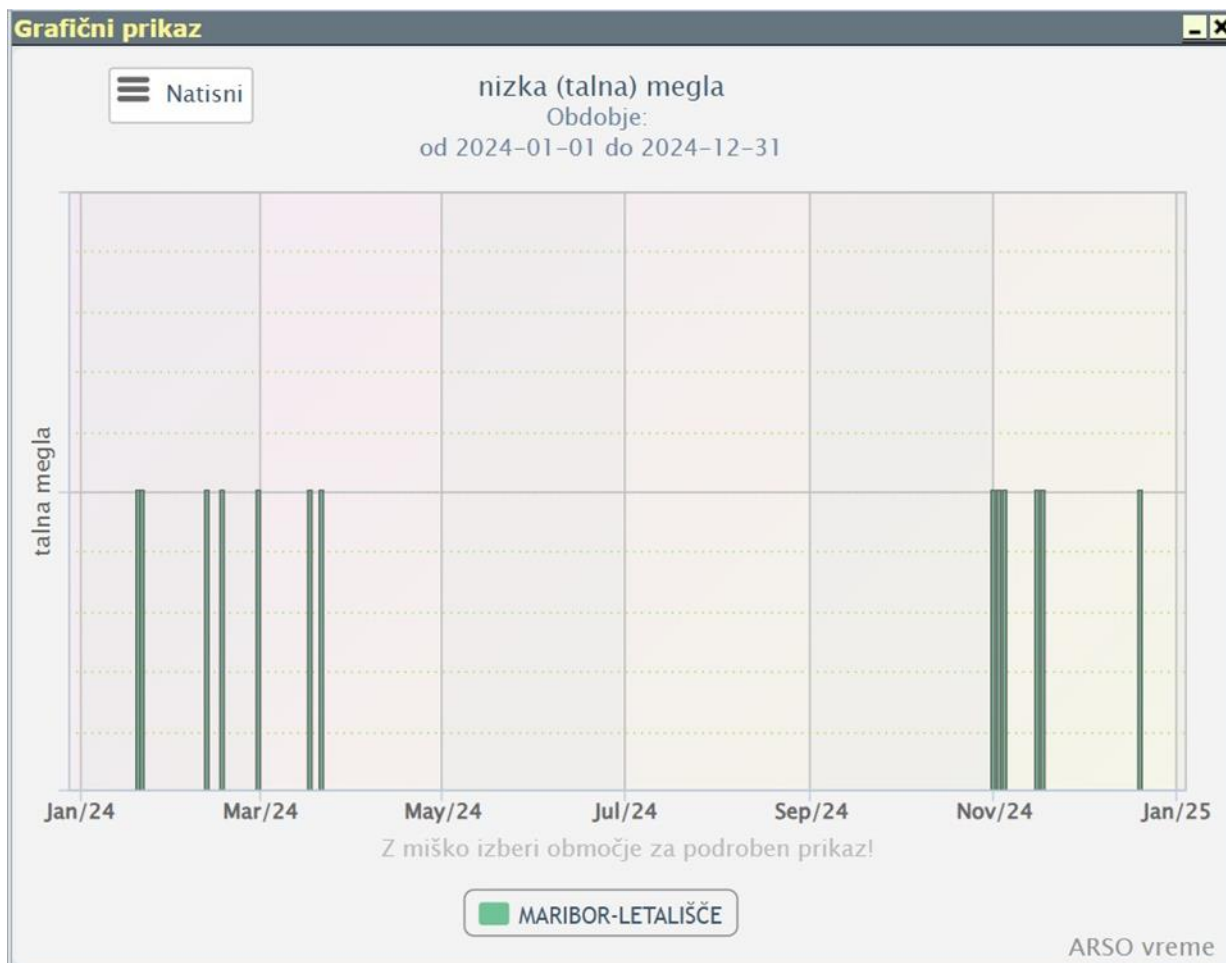 Grafični prikaz
Natisni
nizka (talna) megla
Obdobje:
od 2024-01-01 do 2024-12-31
talna megla
Jan/24 Mar/24 May/24 Jul/24 Sep/24 Nov/24 Jan/25
Z miško izberi območje za podroben prikaz!
MARIBOR-LETALIŠČE
ARSO vreme